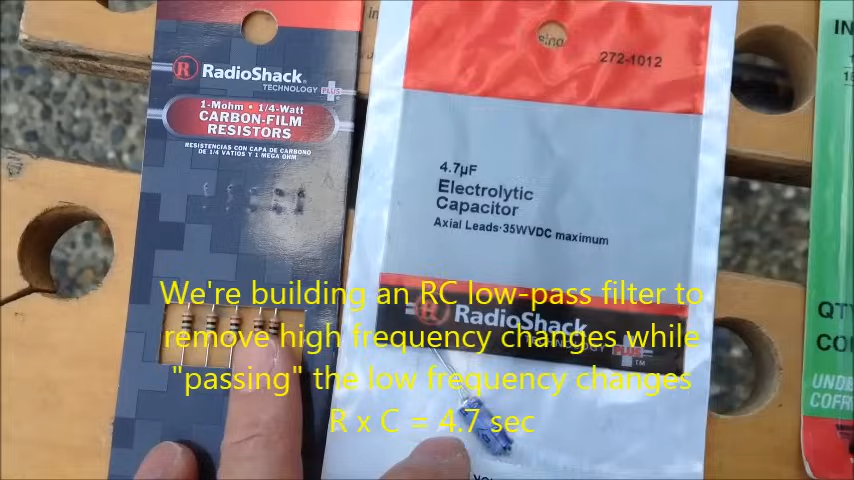 RadioShack
TECHNOLOGY PLUS
1-Mohm • 1/4-Watt
CARBON-FILM
RESISTORS
RESISTENCIAS CON CAPA DE CARBONO
DE 1/4 VATIOS Y 1 MEGA OHM
272-1012
4.7µF
Electrolytic
Capacitor
Axial Leads·35WVDC maximum
RadioShack
TECHNOLOGY PLUS™
We're building an RC low-pass filter to
remove high frequency changes while
"passing" the low frequency changes
R x C = 4.7 sec